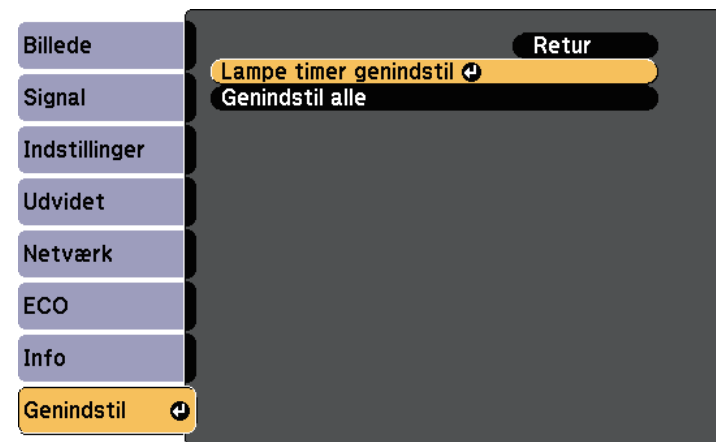 Billede
Signal
Indstillinger
Udvidet
Netværk
ECO
Info
Genindstil
Retur
Lampe timer genindstil
Genindstil alle